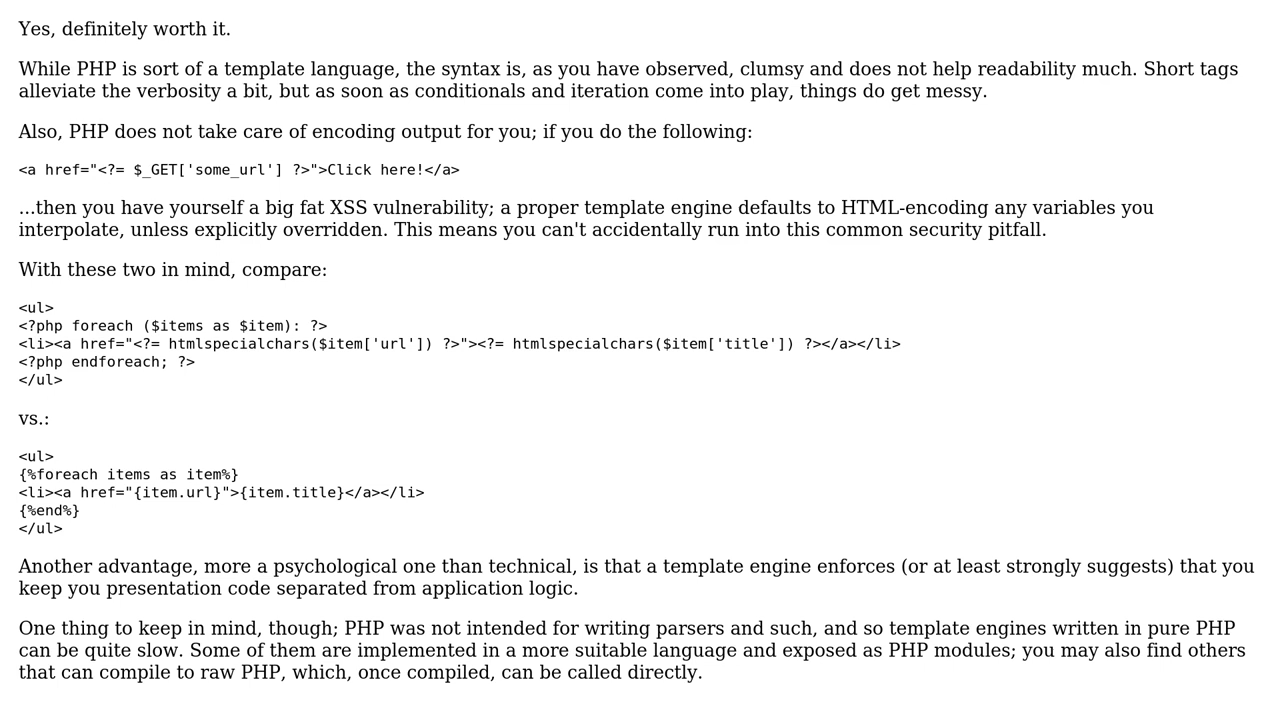 Yes, definitely worth it.
While PHP is sort of a template language, the syntax is, as you have observed, clumsy and does not help readability much. Short tags
alleviate the verbosity a bit, but as soon as conditionals and iteration come into play, things do get messy.
Also, PHP does not take care of encoding output for you; if you do the following:
<a href="<?= $_GET['some_url'] ?>">Click here!</a>
...then you have yourself a big fat XSS vulnerability; a proper template engine defaults to HTML-encoding any variables you
interpolate, unless explicitly overridden. This means you can't accidentally run into this common security pitfall.
With these two in mind, compare:
<ul>
<?php foreach ($items as $item): ?>
<li><a href="<?= htmlspecialchars($item['url']) ?>"><?= htmlspecialchars($item['title']) ?></a></li>
<?php endforeach; ?>
</ul>
vs.:
<ul>
{%foreach items as item%}
<li><a href="{item.url}">{item.title}</a></li>
{%end%}
</ul>
Another advantage, more a psychological one than technical, is that a template engine enforces (or at least strongly suggests) that you
keep you presentation code separated from application logic.
One thing to keep in mind, though; PHP was not intended for writing parsers and such, and so template engines written in pure PHP
can be quite slow. Some of them are implemented in a more suitable language and exposed as PHP modules; you may also find others
that can compile to raw PHP, which, once compiled, can be called directly.